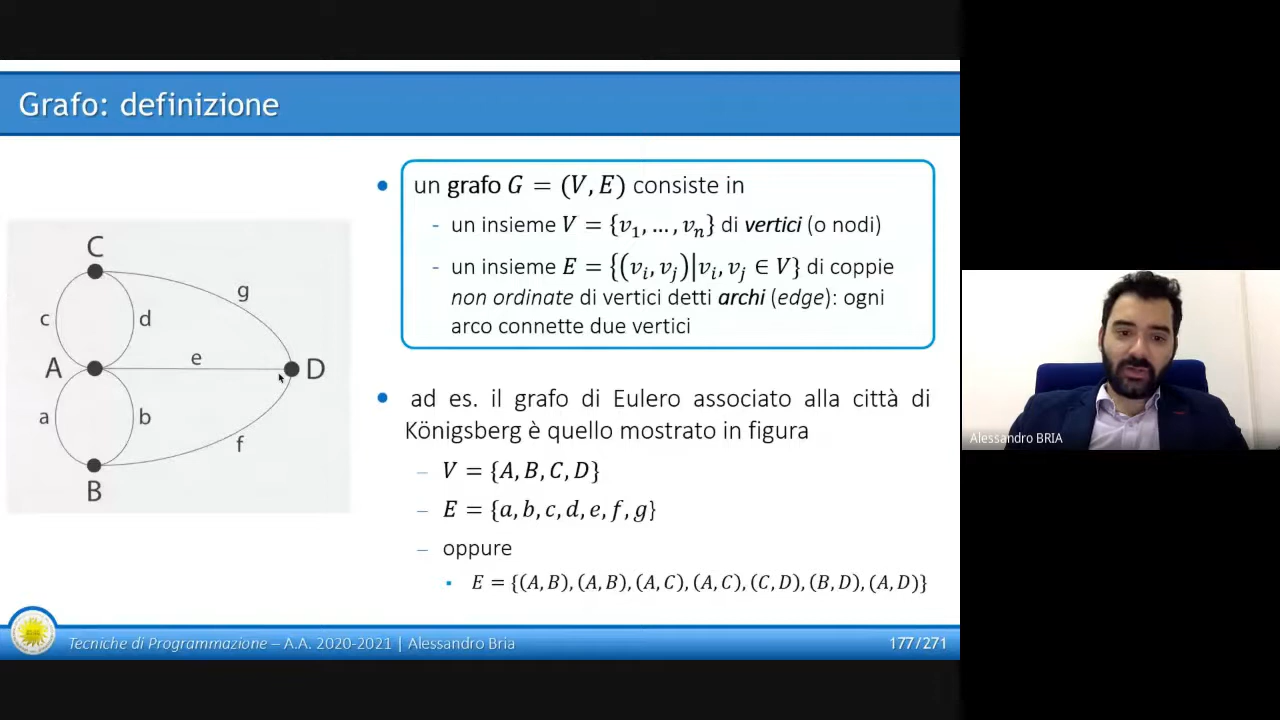 Grafo: definizione
un grafo G = (V, E) consiste in
- un insieme V = {v₁, …, vₙ} di vertici (o nodi)
- un insieme E = {(vᵢ, vⱼ)|vᵢ, vⱼ ∈ V} di coppie
non ordinate di vertici detti archi (edge): ogni
arco connette due vertici
C
g
c
d
A
e
D
a
b
f
B
ad es. il grafo di Eulero associato alla città di
Königsberg è quello mostrato in figura
– V = {A, B, C, D}
– E = {a, b, c, d, e, f, g}
– oppure
▪ E = {(A, B), (A, B), (A, C), (A, C), (C, D), (B, D), (A, D)}
Tecniche di Programmazione – A.A. 2020-2021 | Alessandro Bria
177/271
Alessandro BRIA